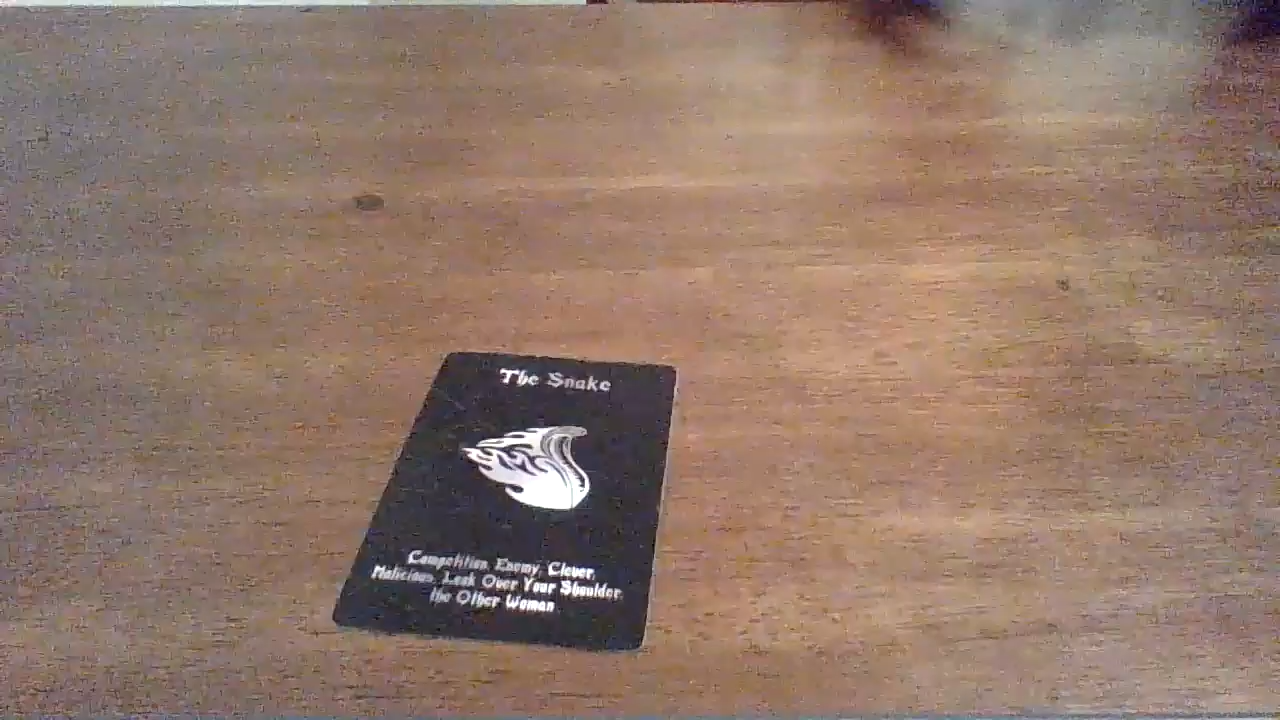 The Snake
Competition, Enemy, Clever,
Malicious, Look Over Your Shoulder,
the Other Woman